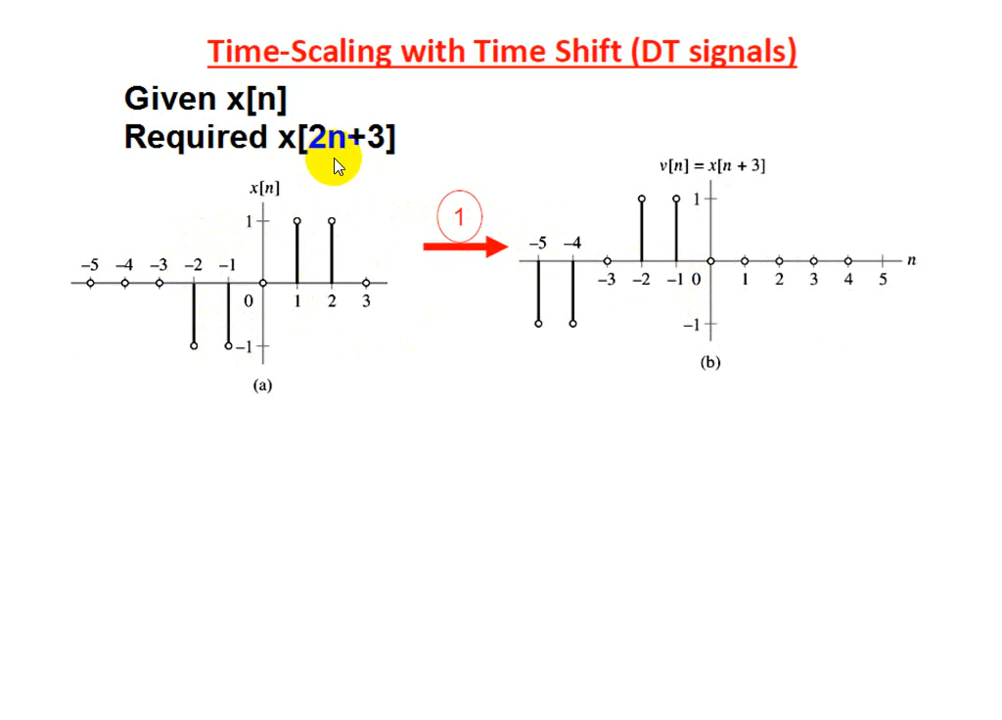 Time-Scaling with Time Shift (DT signals)
Given x[n]
Required x[2n+3]
x[n]
1
–5 –4 –3 –2 –1
0 1 2 3
–1
(a)
1
v[n] = x[n + 3]
1
–5 –4
n
–3 –2 –1 0 1 2 3 4 5
–1
(b)